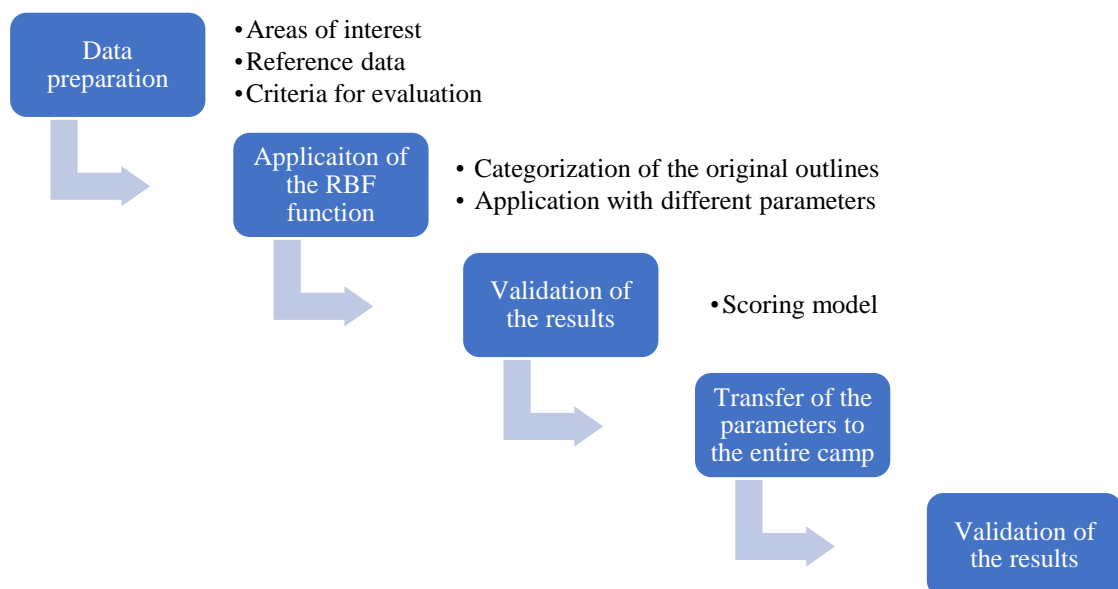 Data
preparation
•Areas of interest
•Reference data
•Criteria for evaluation
Applicaiton of
the RBF
function
• Categorization of the original outlines
• Application with different parameters
Validation of
the results
•Scoring model
Transfer of the
parameters to
the entire camp
Validation of
the results